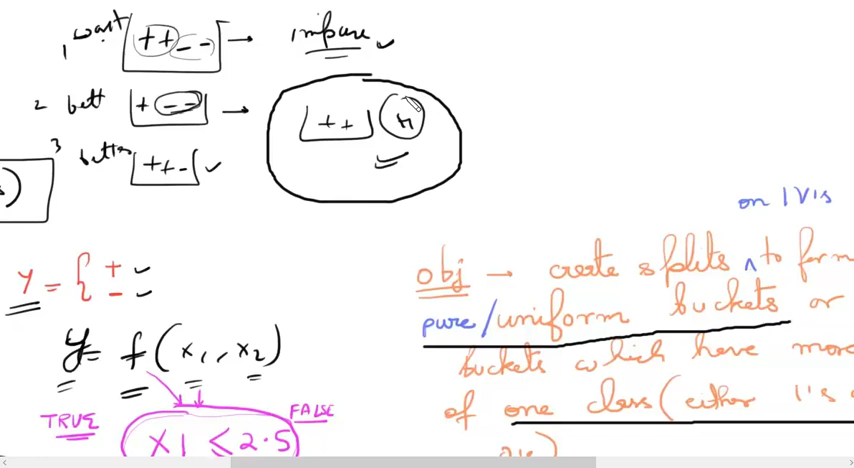 1 worst ++-- → impure ✓
2 bett +-- → ++
3 better ++- ✓
)
on IV's
y = { + ✓
- ✓
obj → create splits ^ to form
pure/uniform buckets or
y = f(x1, x2)
buckets which have more
of one class (either 1's
TRUE
FALSE
X1 ≤ 2.5